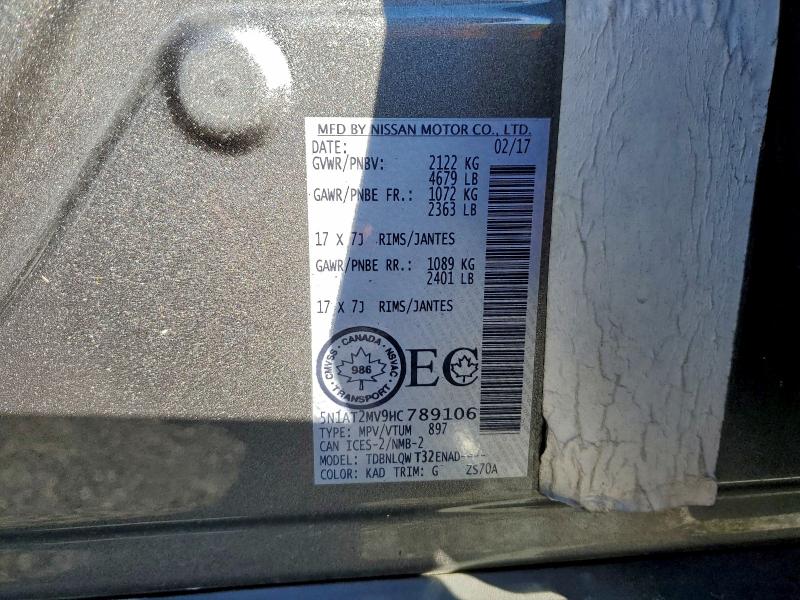 MFD BY NISSAN MOTOR CO., LTD.
DATE: 02/17
GVWR/PNBV: 2122 KG
4679 LB
GAWR/PNBE FR.: 1072 KG
2363 LB
17 X 7J RIMS/JANTES
GAWR/PNBE RR.: 1089 KG
2401 LB
17 X 7J RIMS/JANTES
CMVSS · CANADA · NSVAC
986
TRANSPORT
EC
5N1AT2MV9HC789106
TYPE: MPV/VTUM 897
CAN ICES-2/NMB-2
MODEL: TDBNLQW T32ENAD----
COLOR: KAD TRIM: G ZS70A